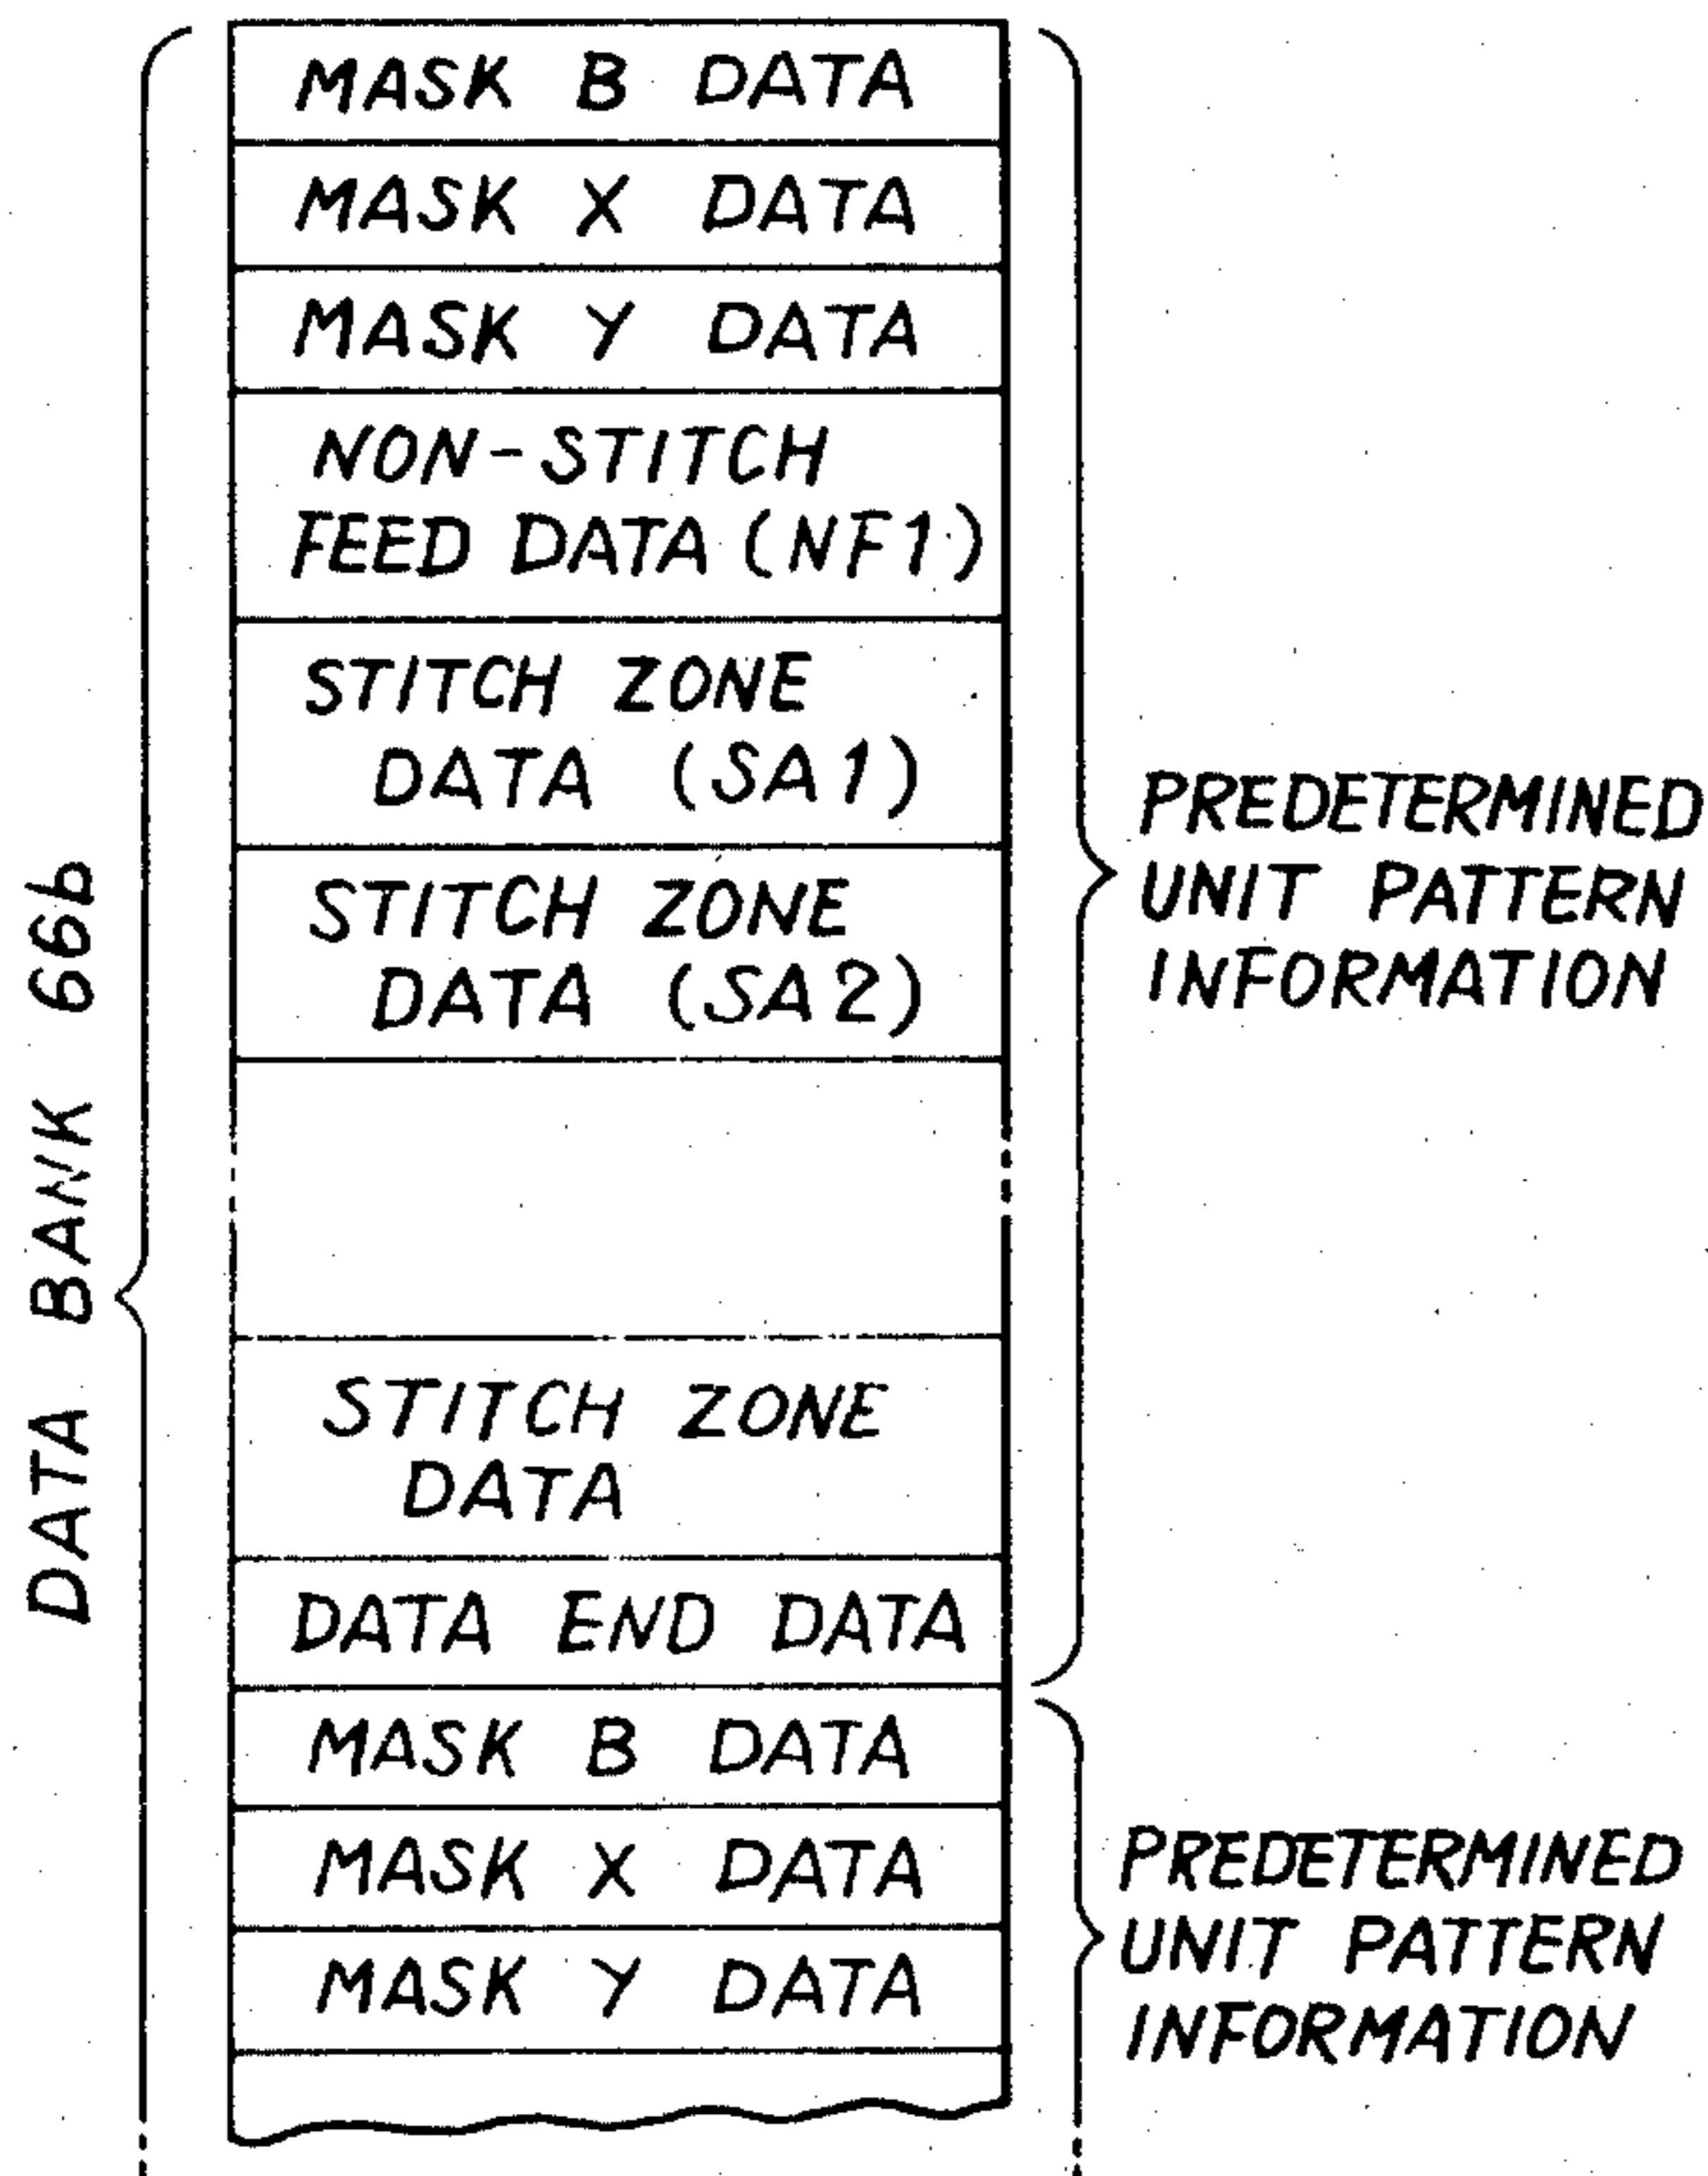 DATA BANK 66b
MASK B DATA
MASK X DATA
MASK Y DATA
NON-STITCH
FEED DATA (NF1)
STITCH ZONE
DATA (SA1)
STITCH ZONE
DATA (SA2)
STITCH ZONE
DATA
DATA END DATA
PREDETERMINED
UNIT PATTERN
INFORMATION
MASK B DATA
MASK X DATA
MASK Y DATA
PREDETERMINED
UNIT PATTERN
INFORMATION